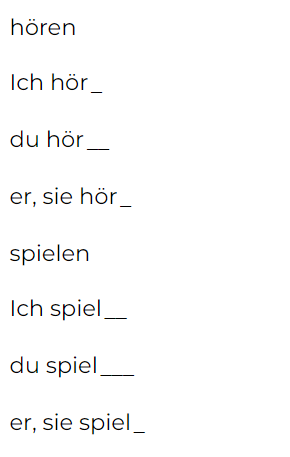 hören
Ich hör_
du hör__
er, sie hör_
spielen
Ich spiel__
du spiel___
er, sie spiel_